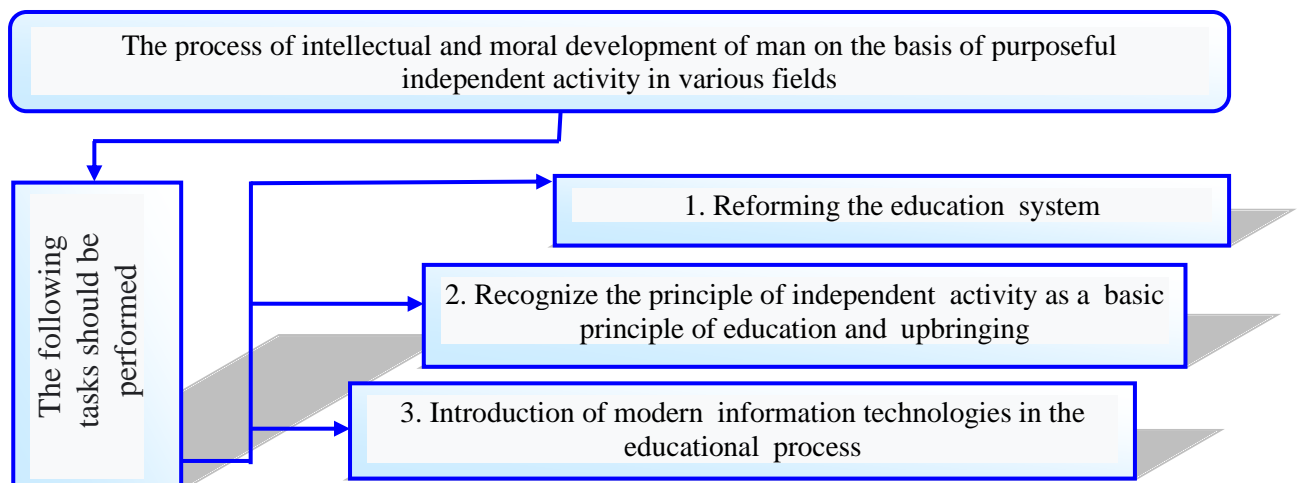 The process of intellectual and moral development of man on the basis of purposeful
independent activity in various fields
The following
tasks should be
performed
1. Reforming the education system
2. Recognize the principle of independent activity as a basic
principle of education and upbringing
3. Introduction of modern information technologies in the
educational process